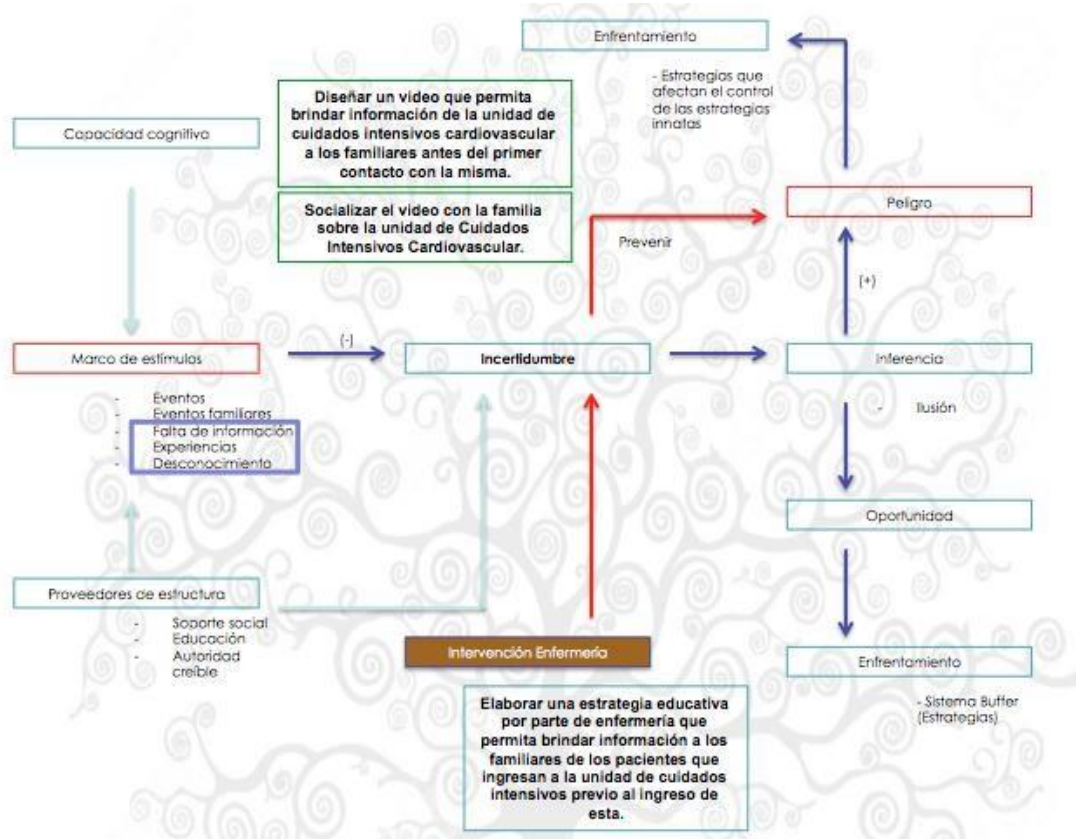 Enfrentamiento
- Estrategias que
afectan el control
de las estrategias
innatas
Diseñar un video que permita
brindar información de la unidad de
cuidados intensivos cardiovascular
a los familiares antes del primer
contacto con la misma.
Capacidad cognitiva
Socializar el video con la familia
sobre la unidad de Cuidados
Intensivos Cardiovascular.
Peligro
Prevenir
(+)
(-)
Marco de estímulos
Incertidumbre
Inferencia
- Eventos
- Eventos familiares
- Falta de información
- Experiencias
- Desconocimiento
- Ilusión
Oportunidad
Proveedores de estructura
- Soporte social
- Educación
- Autoridad
creíble
Intervención Enfermería
Enfrentamiento
- Sistema Buffer
(Estrategias)
Elaborar una estrategia educativa
por parte de enfermería que
permita brindar información a los
familiares de los pacientes que
ingresan a la unidad de cuidados
intensivos previo al ingreso de
esta.